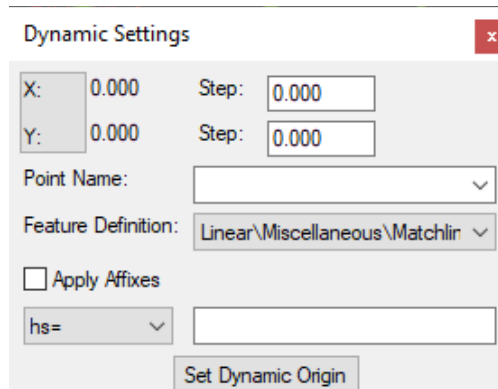 Dynamic Settings x
X: 0.000 Step: 0.000
Y: 0.000 Step: 0.000
Point Name:
Feature Definition: Linear\Miscellaneous\Matchlin
Apply Affixes
hs=
Set Dynamic Origin